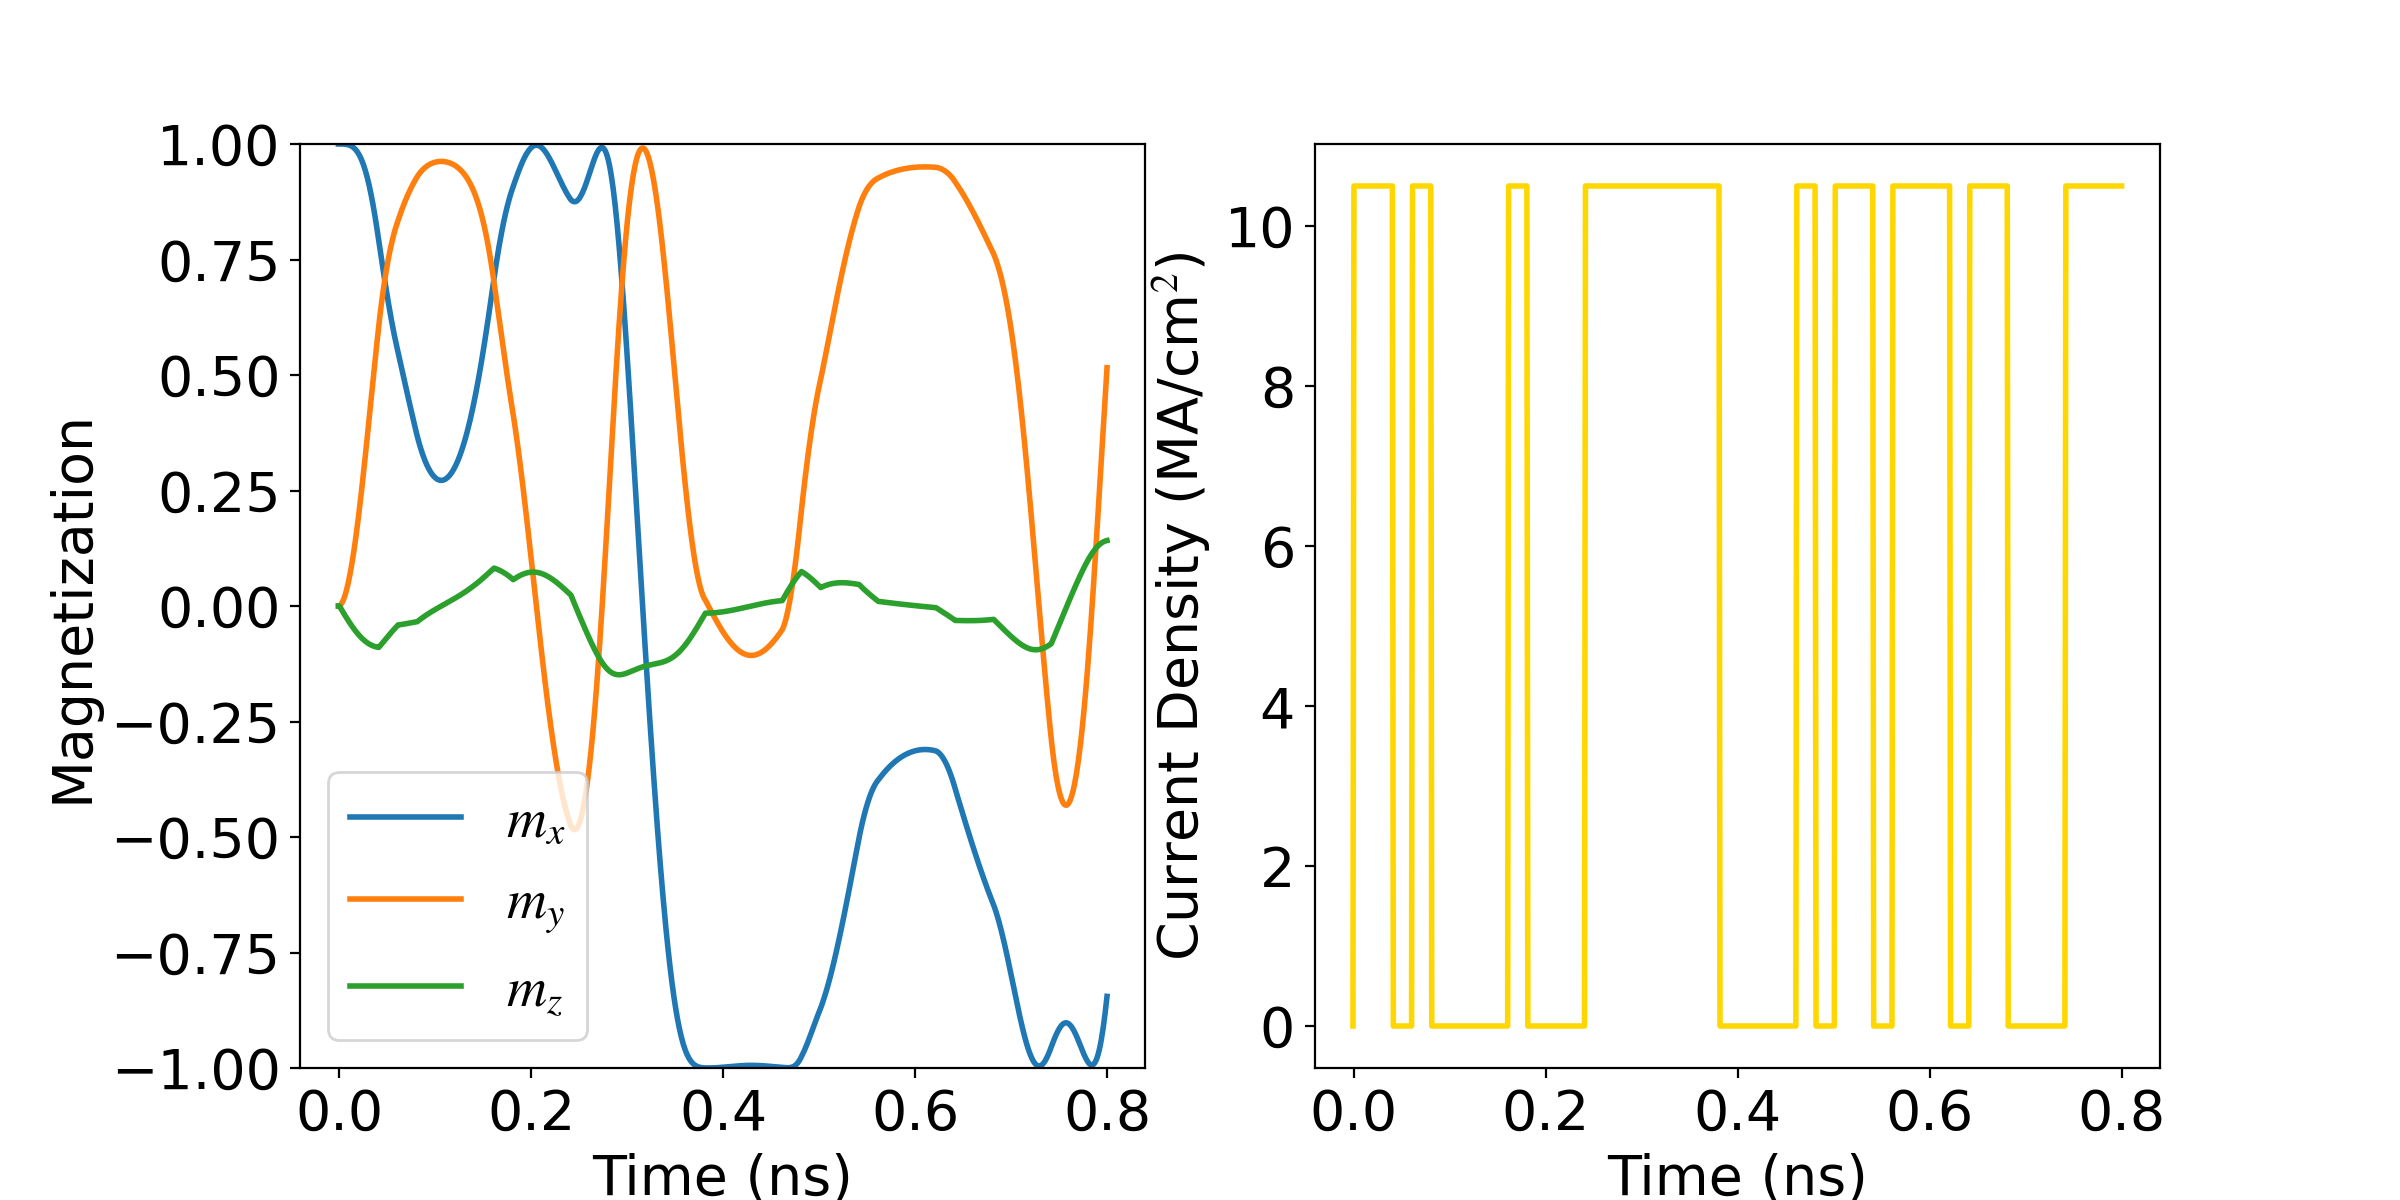 1.00
0.75
0.50
0.25
0.00
−0.25
−0.50
−0.75
−1.00
Magnetization
m_x
m_y
m_z
0.0 0.2 0.4 0.6 0.8
Time (ns)
10
8
6
4
2
0
Current Density (MA/cm²)
0.0 0.2 0.4 0.6 0.8
Time (ns)